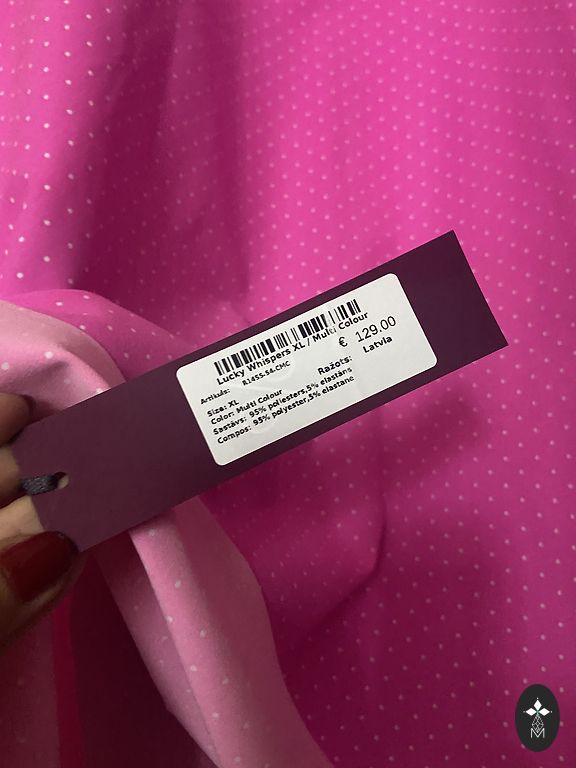 Lucky Whispers XL / Multi Colour
Artikuls: R1455.54.CMC
€ 129.00
Size: XL
Ražots:
Color: Multi Colour
Latvia
Sastāvs: 95% poliesters,5% elastāns
Compos: 95% polyester,5% elastane
M